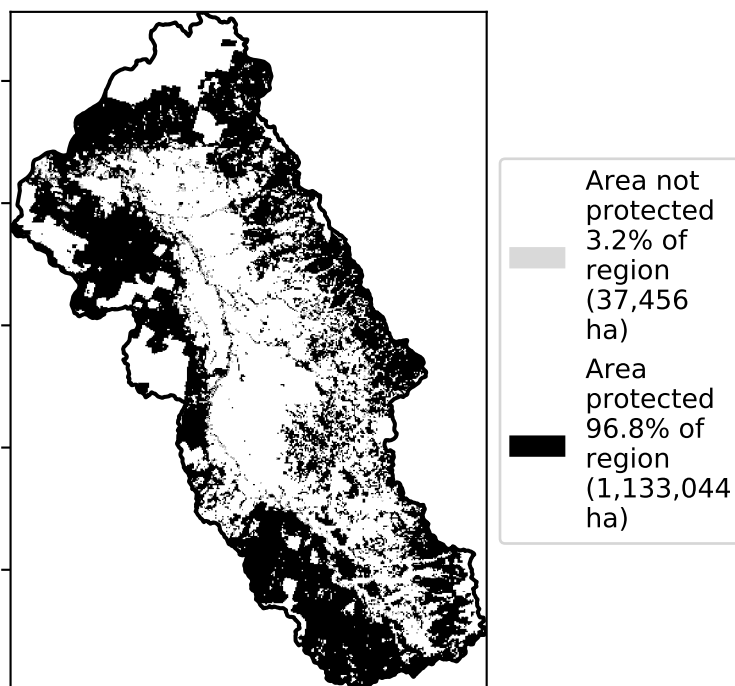 Area not
protected
3.2% of
region
(37,456
ha)
Area
protected
96.8% of
region
(1,133,044
ha)